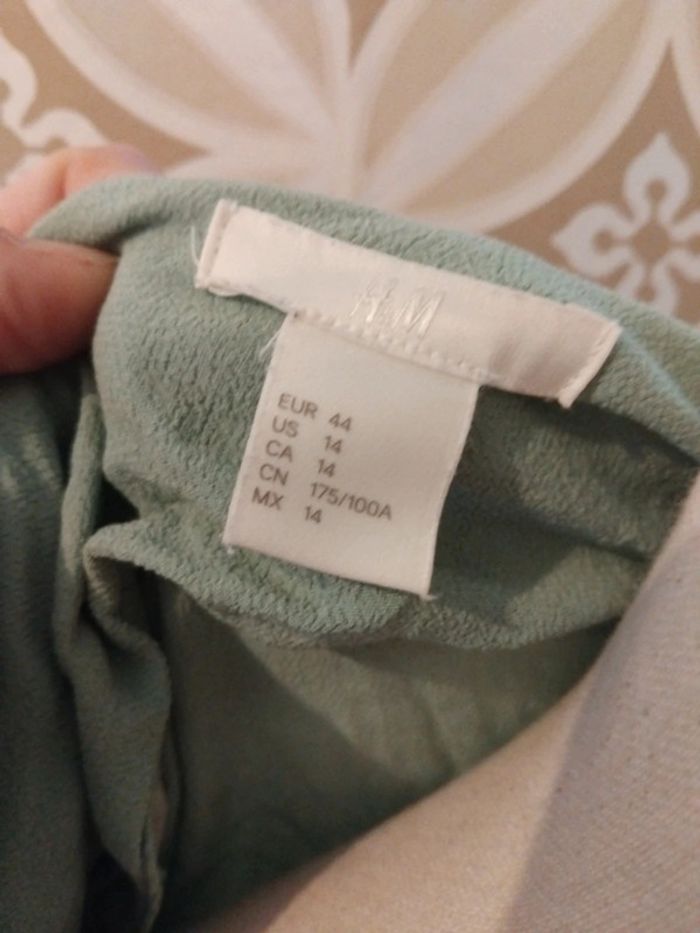 H&M
EUR 44
US 14
CA 14
CN 175/100A
MX 14